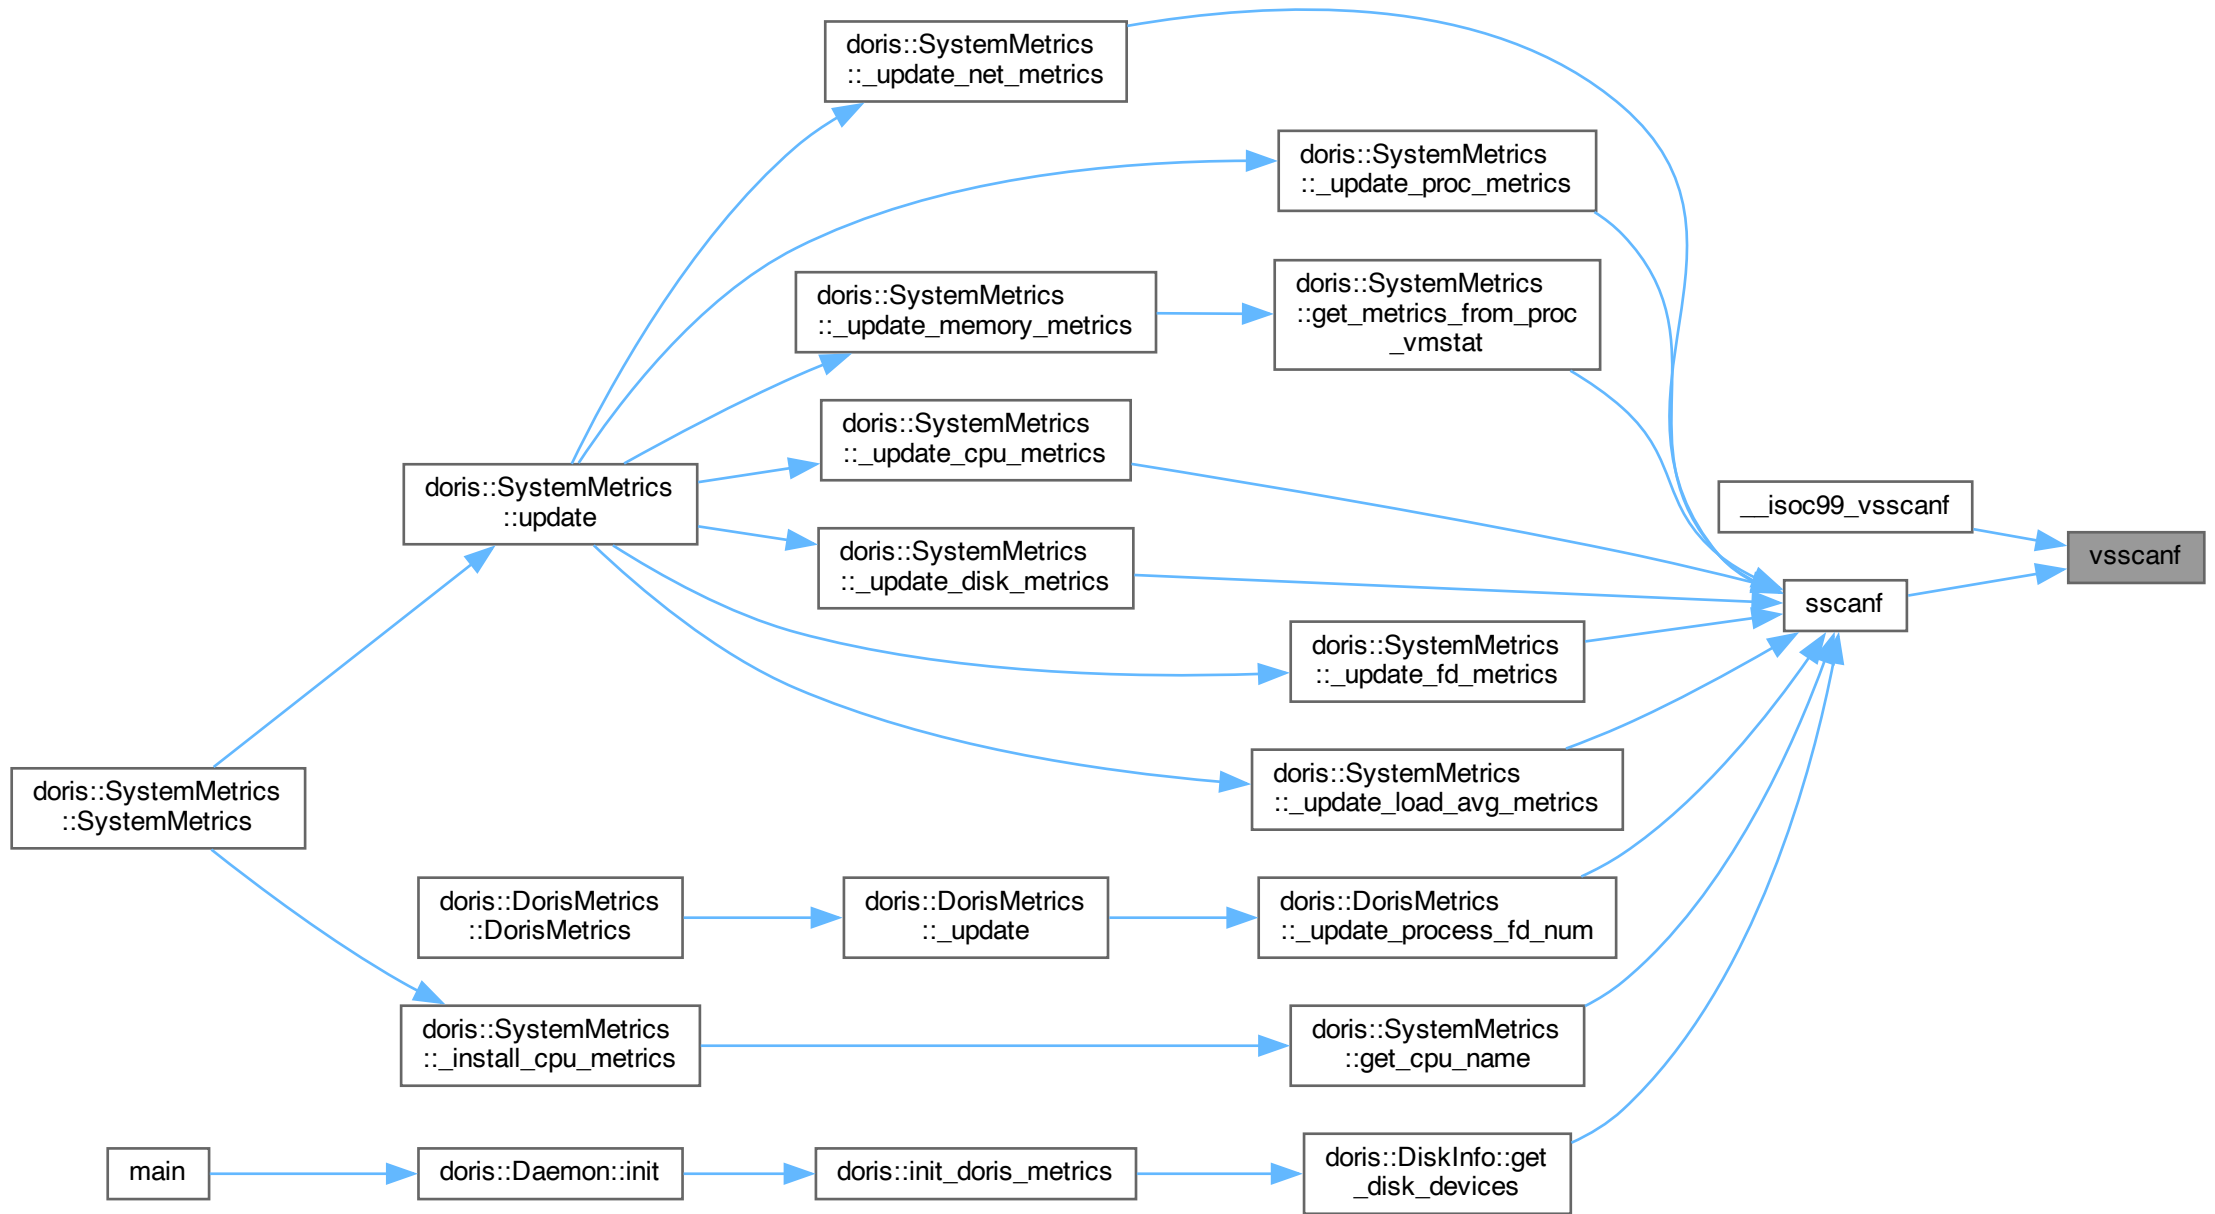 doris::SystemMetrics
::_update_net_metrics
doris::SystemMetrics
::_update_proc_metrics
doris::SystemMetrics
::_update_memory_metrics
doris::SystemMetrics
::get_metrics_from_proc
_vmstat
doris::SystemMetrics
::_update_cpu_metrics
doris::SystemMetrics
::update
__isoc99_vsscanf
vsscanf
doris::SystemMetrics
::_update_disk_metrics
sscanf
doris::SystemMetrics
::_update_fd_metrics
doris::SystemMetrics
::SystemMetrics
doris::SystemMetrics
::_update_load_avg_metrics
doris::DorisMetrics
::DorisMetrics
doris::DorisMetrics
::_update
doris::DorisMetrics
::_update_process_fd_num
doris::SystemMetrics
::_install_cpu_metrics
doris::SystemMetrics
::get_cpu_name
main
doris::Daemon::init
doris::init_doris_metrics
doris::DiskInfo::get
_disk_devices